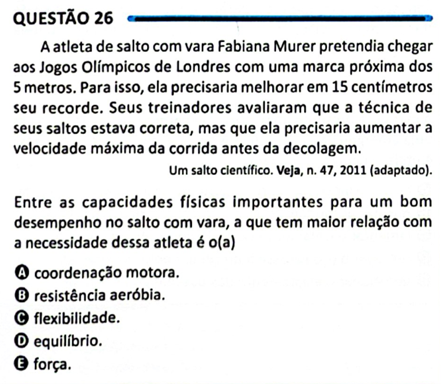 QUESTÃO 26
A atleta de salto com vara Fabiana Murer pretendia chegar
aos Jogos Olímpicos de Londres com uma marca próxima dos
5 metros. Para isso, ela precisaria melhorar em 15 centímetros
seu recorde. Seus treinadores avaliaram que a técnica de
seus saltos estava correta, mas que ela precisaria aumentar a
velocidade máxima da corrida antes da decolagem.
Um salto científico. Veja, n. 47, 2011 (adaptado).
Entre as capacidades físicas importantes para um bom
desempenho no salto com vara, a que tem maior relação com
a necessidade dessa atleta é o(a)
A coordenação motora.
B resistência aeróbia.
C flexibilidade.
D equilíbrio.
E força.